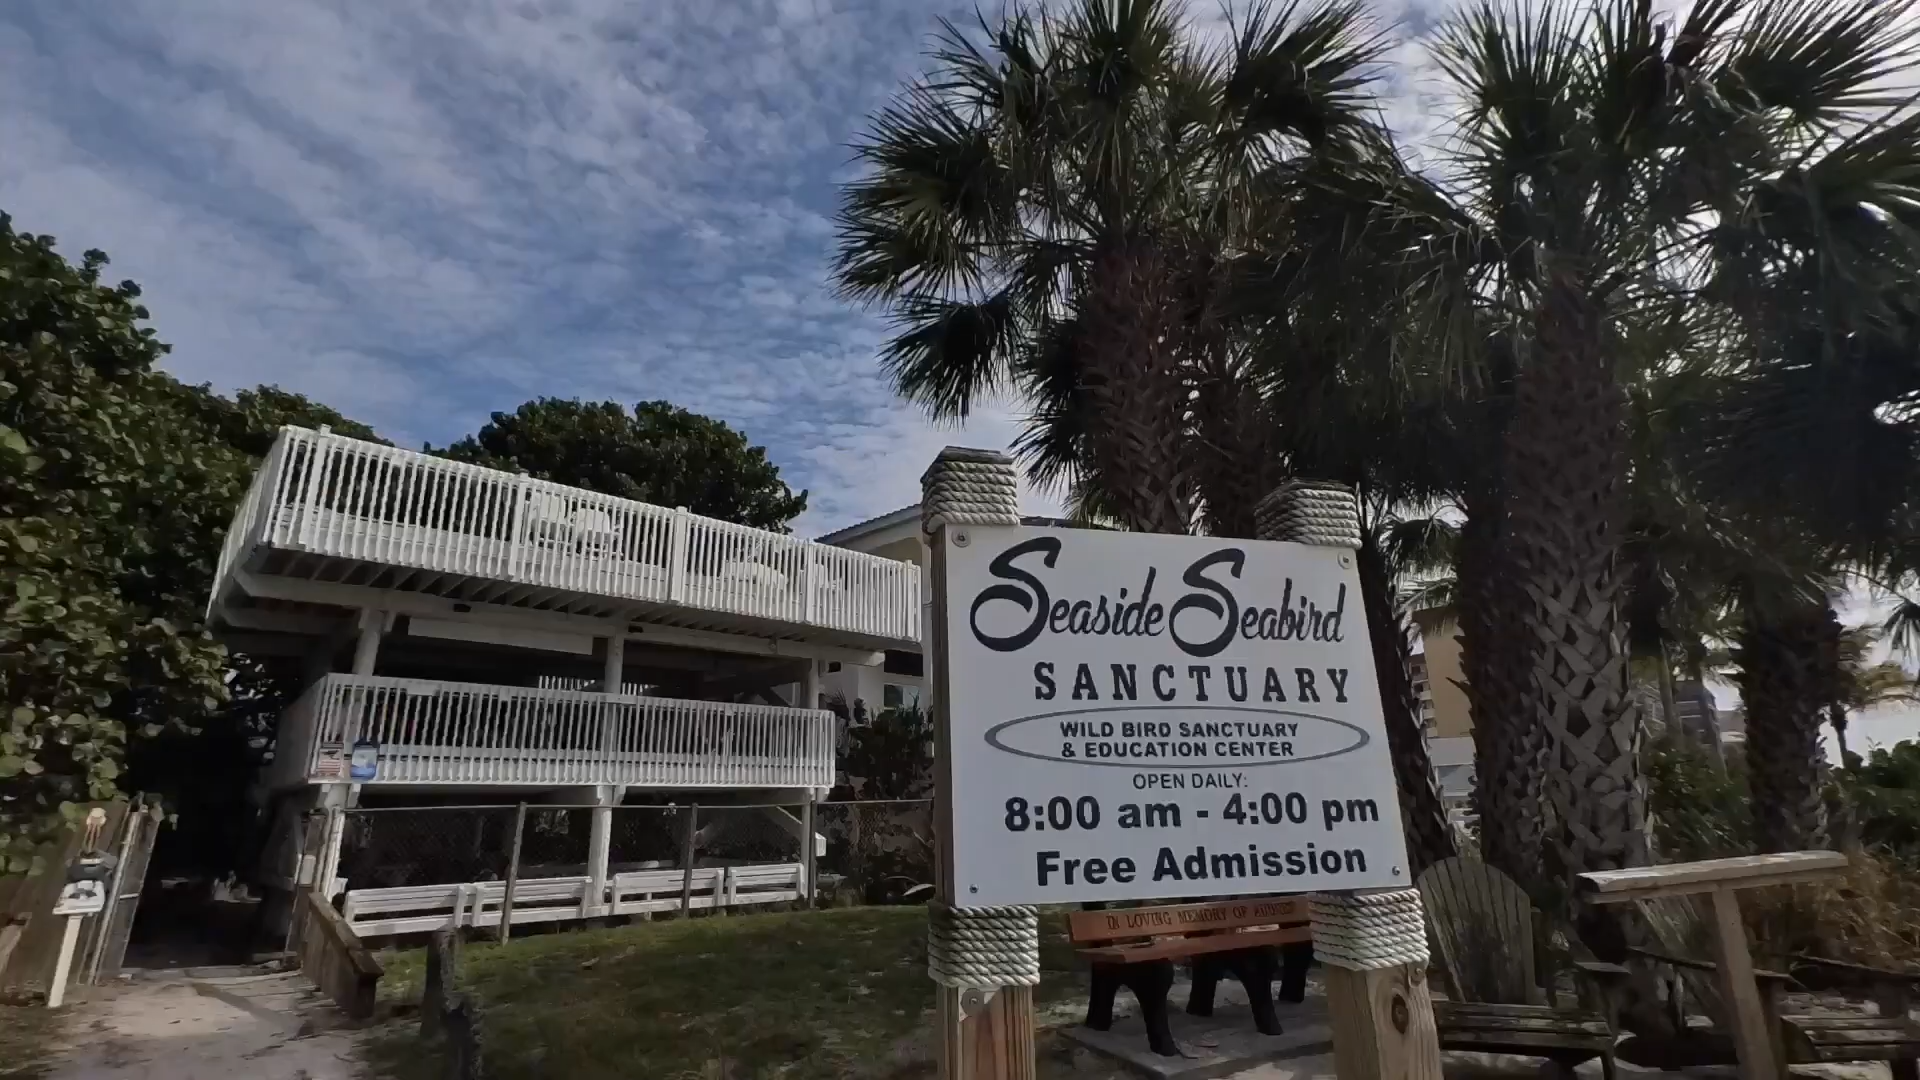 Seaside Seabird
SANCTUARY
WILD BIRD SANCTUARY
& EDUCATION CENTER
OPEN DAILY:
8:00 am - 4:00 pm
Free Admission
IN LOVING MEMORY OF